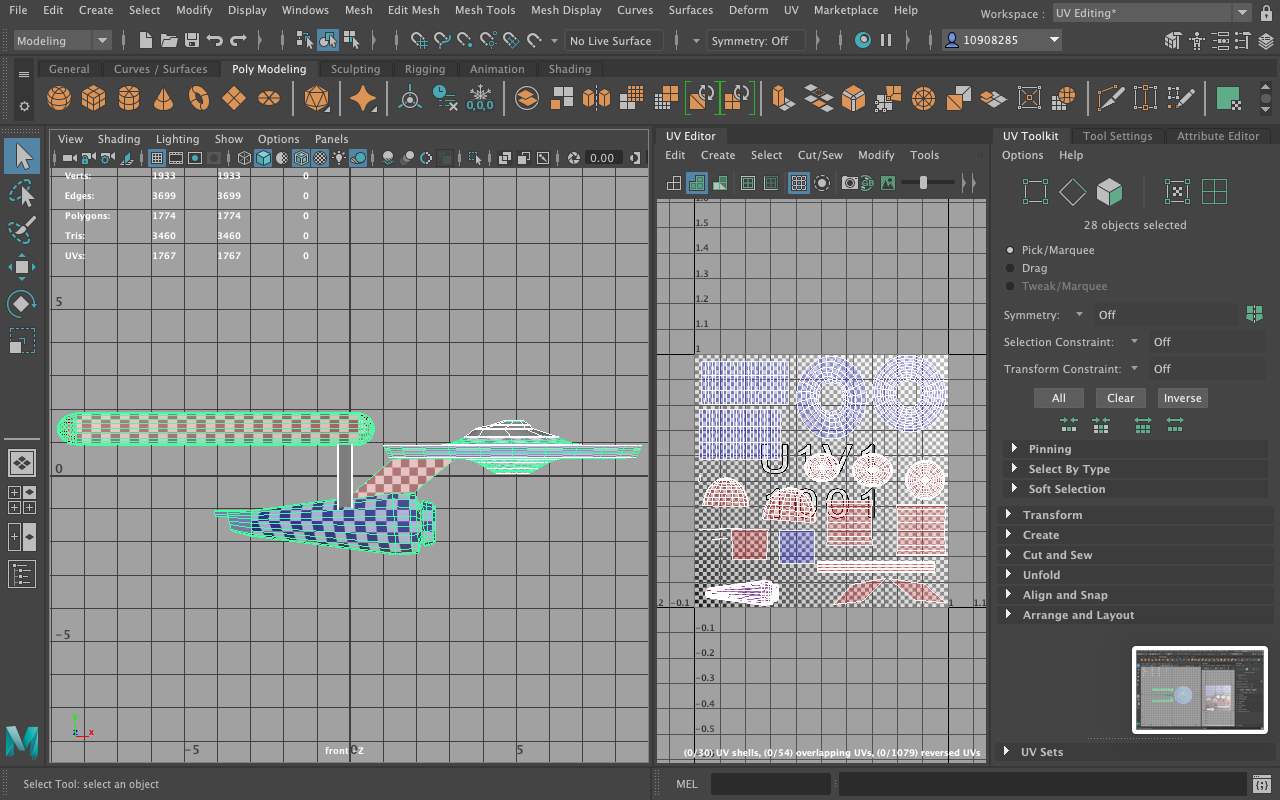 File Edit Create Select Modify Display Windows Mesh Edit Mesh Mesh Tools Mesh Display Curves Surfaces Deform UV Marketplace Help
Workspace : UV Editing*
Modeling No Live Surface Symmetry: Off 10908285
General Curves / Surfaces Poly Modeling Sculpting Rigging Animation Shading
0,0,0
View Shading Lighting Show Options Panels
0.00
Verts: 1933 1933 0
Edges: 3699 3699 0
Polygons: 1774 1774 0
Tris: 3460 3460 0
UVs: 1767 1767 0
5
0
-5
-5 0 5
front -Z
y
z x
UV Editor
Edit Create Select Cut/Sew Modify Tools
1.5
1.4
1.3
1.2
1.1
1
U1V1
1001
2 -0.1 1 1.1
-0.1
-0.2
-0.3
-0.4
-0.5
(0/30) UV shells, (0/54) overlapping UVs, (0/1079) reversed UVs
UV Toolkit Tool Settings Attribute Editor
Options Help
28 objects selected
Pick/Marquee
Drag
Tweak/Marquee
Symmetry: Off
Selection Constraint: Off
Transform Constraint: Off
All Clear Inverse
Pinning
Select By Type
Soft Selection
Transform
Create
Cut and Sew
Unfold
Align and Snap
Arrange and Layout
UV Sets
Select Tool: select an object
MEL